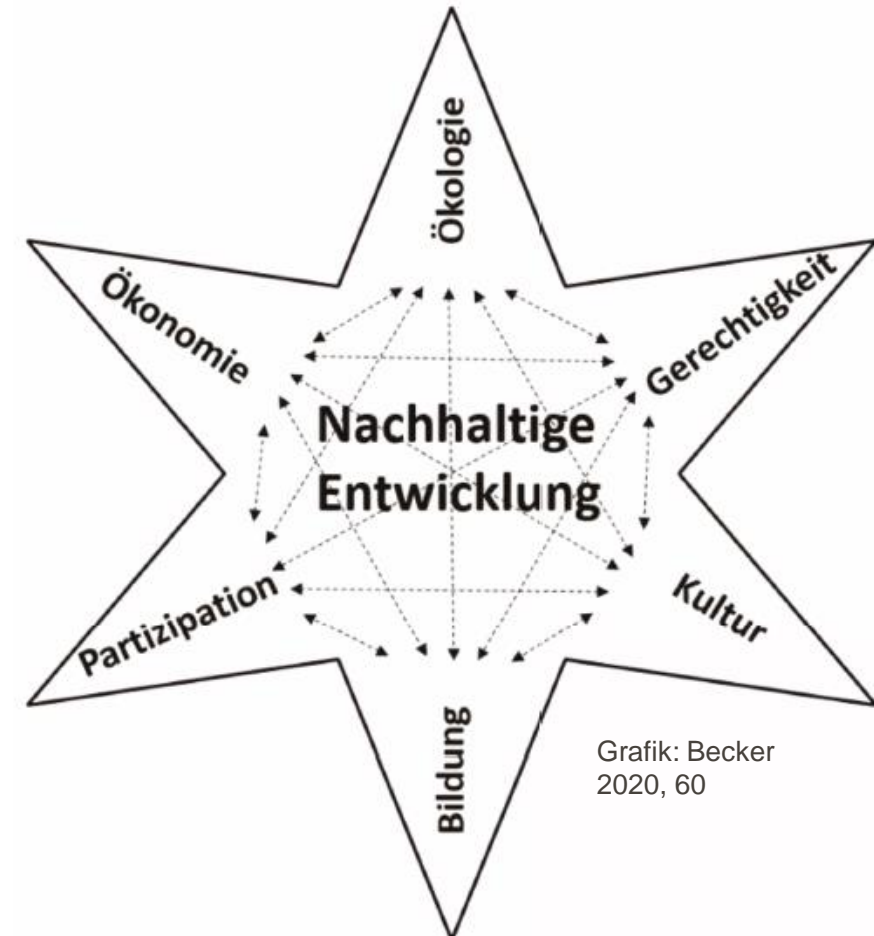 Ökologie
Ökonomie
Gerechtigkeit
Nachhaltige
Entwicklung
Partizipation
Kultur
Bildung
Grafik: Becker
2020, 60